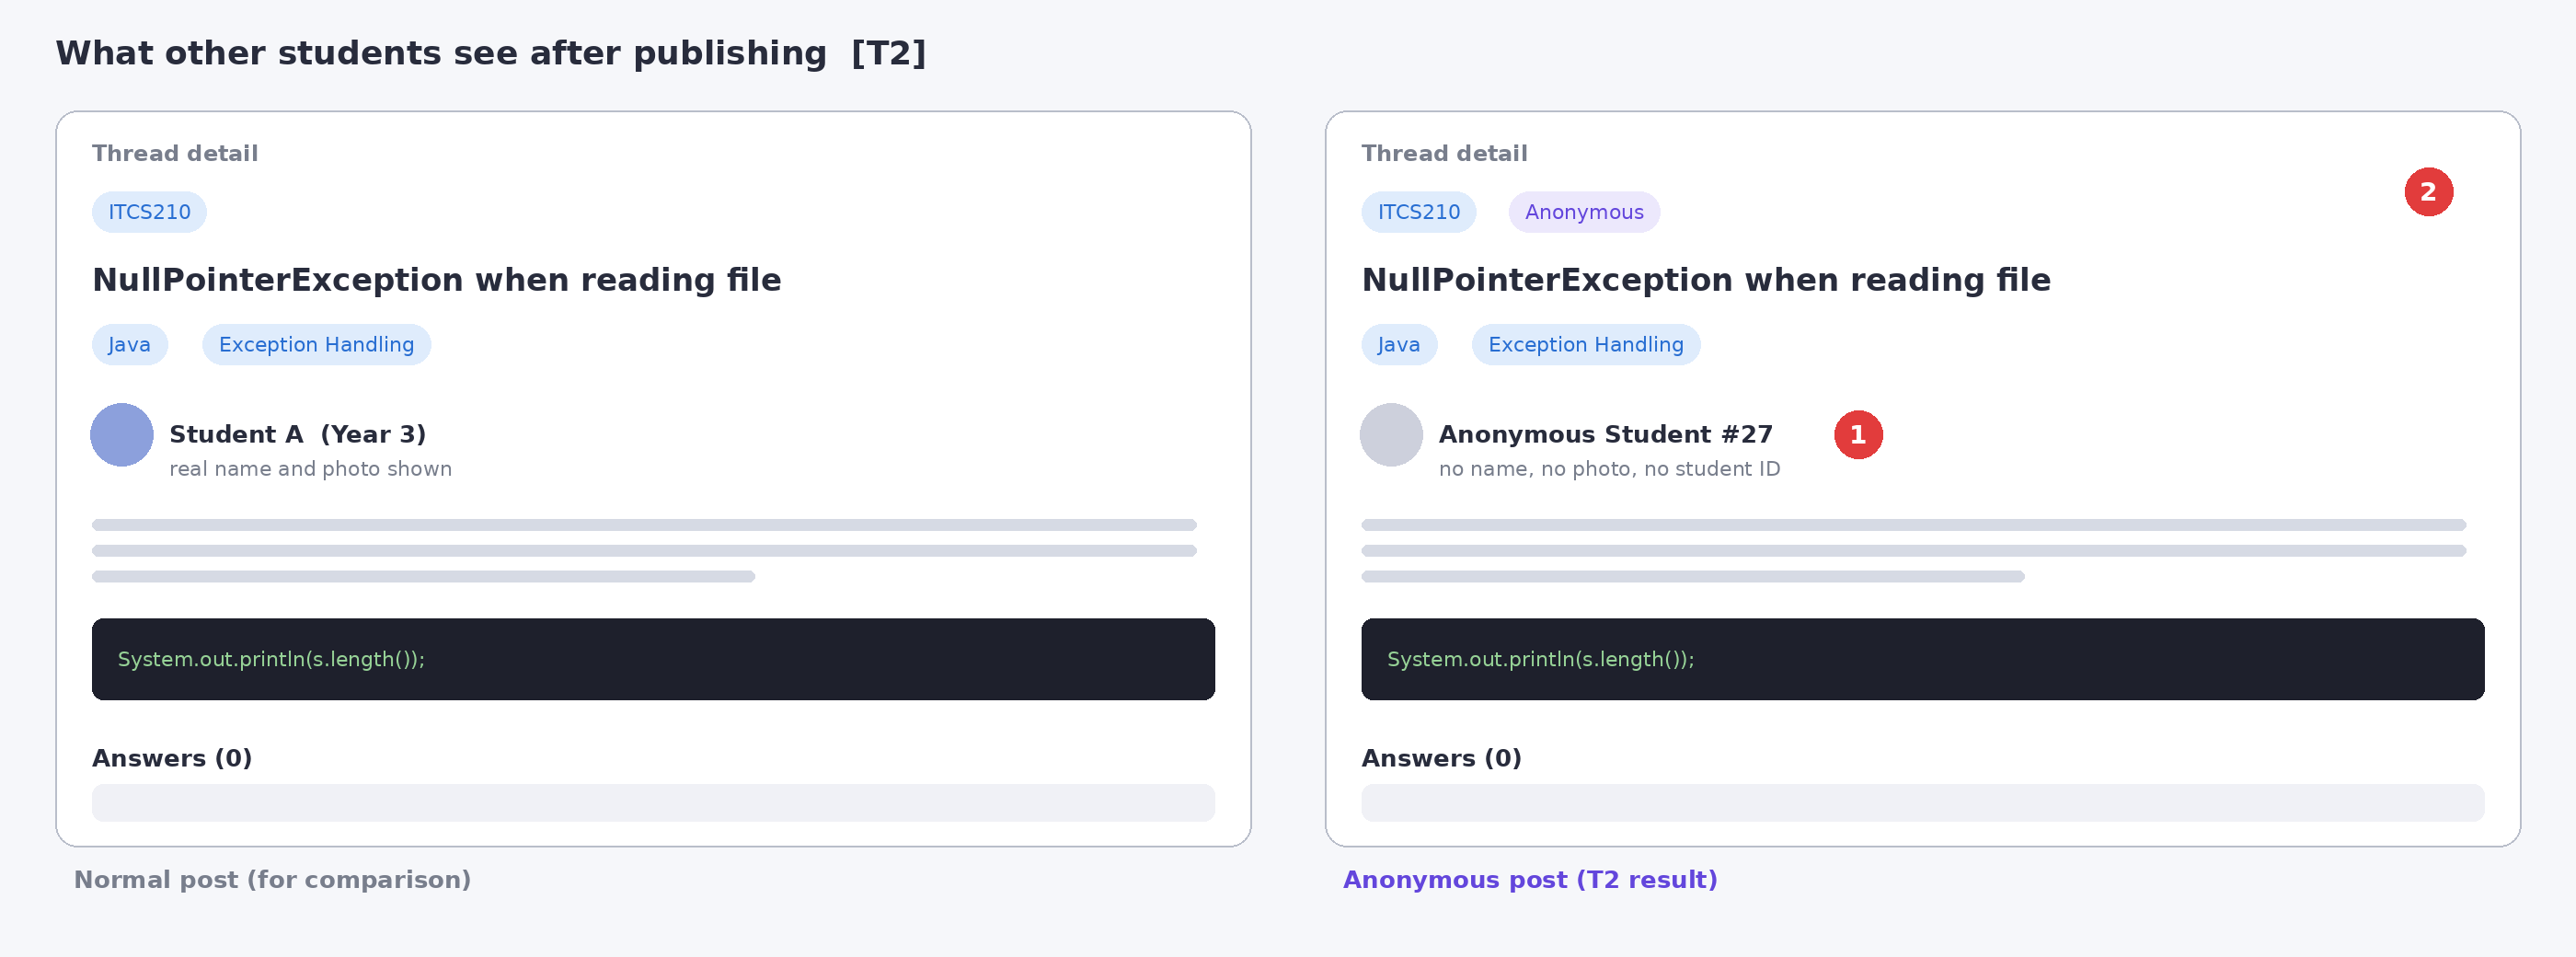 What other students see after publishing  [T2]
Thread detail
ITCS210
NullPointerException when reading file
Java  Exception Handling
Student A  (Year 3)
real name and photo shown
System.out.println(s.length());
Answers (0)
Normal post (for comparison)
Thread detail
2
ITCS210  Anonymous
NullPointerException when reading file
Java  Exception Handling
Anonymous Student #27  1
no name, no photo, no student ID
System.out.println(s.length());
Answers (0)
Anonymous post (T2 result)